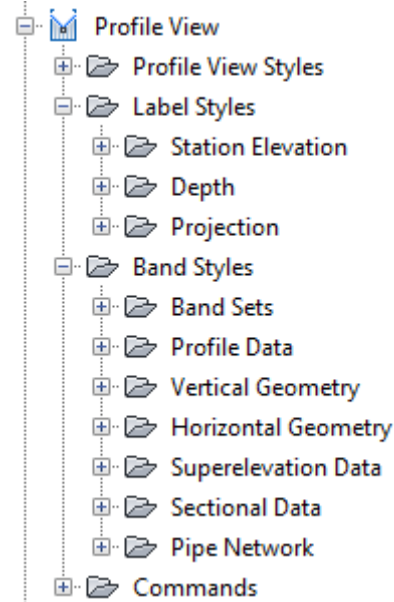 Profile View
Profile View Styles
Label Styles
Station Elevation
Depth
Projection
Band Styles
Band Sets
Profile Data
Vertical Geometry
Horizontal Geometry
Superelevation Data
Sectional Data
Pipe Network
Commands